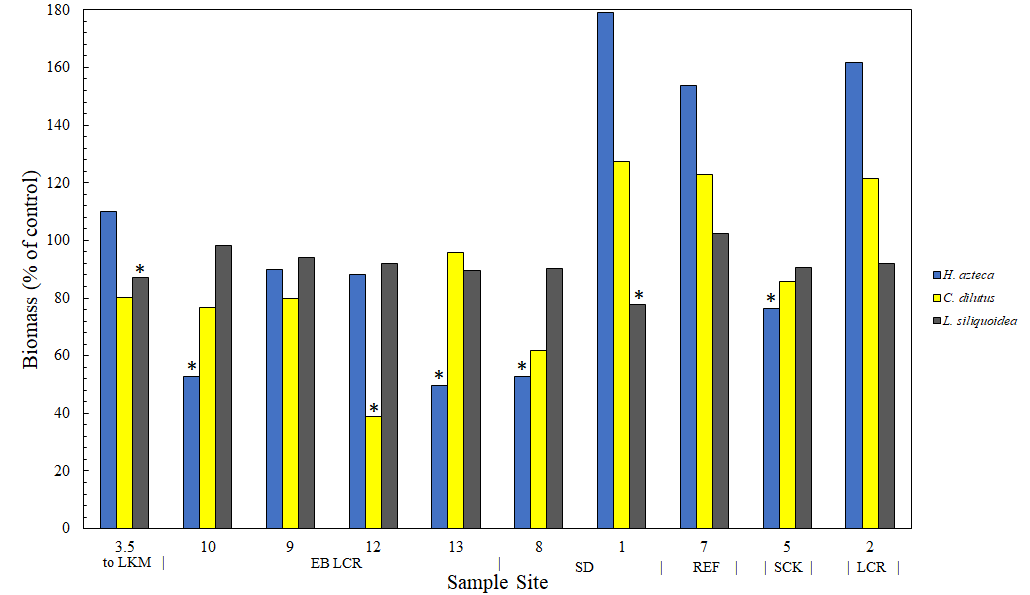 180
160
140
120
100
80
60
40
20
0
Biomass (% of control)
*
*
*
*
*
*
*
H. azteca
C. dilutus
L. siliquoidea
3.5 10 9 12 13 8 1 7 5 2
to LKM | EB LCR | SD | REF | | SCK | | LCR |
Sample Site